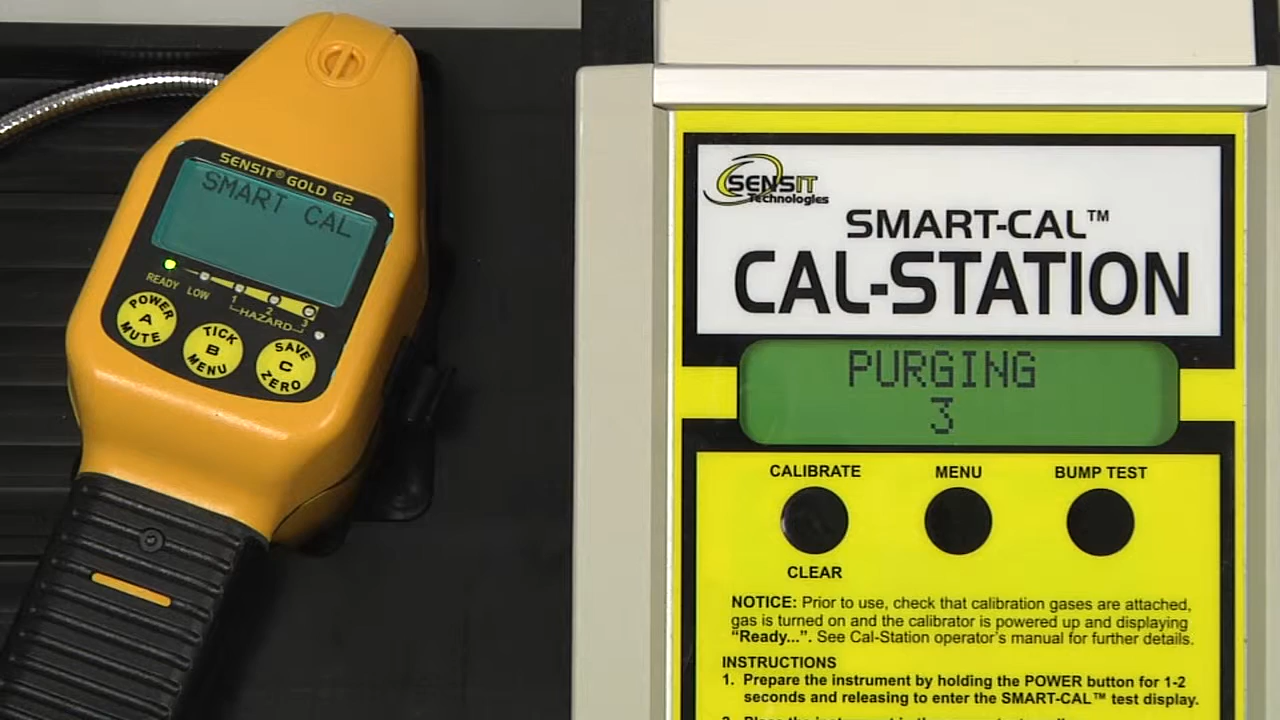 SENSIT® GOLD G2
SMART CAL
READY LOW 1 2 3
HAZARD
POWER A MUTE
TICK B MENU
SAVE C ZERO
SENSIT
Technologies
SMART-CAL™
CAL-STATION
PURGING
3
CALIBRATE MENU BUMP TEST
CLEAR
NOTICE: Prior to use, check that calibration gases are attached,
gas is turned on and the calibrator is powered up and displaying
“Ready...”. See Cal-Station operator's manual for further details.
INSTRUCTIONS
1. Prepare the instrument by holding the POWER button for 1-2
seconds and releasing to enter the SMART-CAL™ test display.